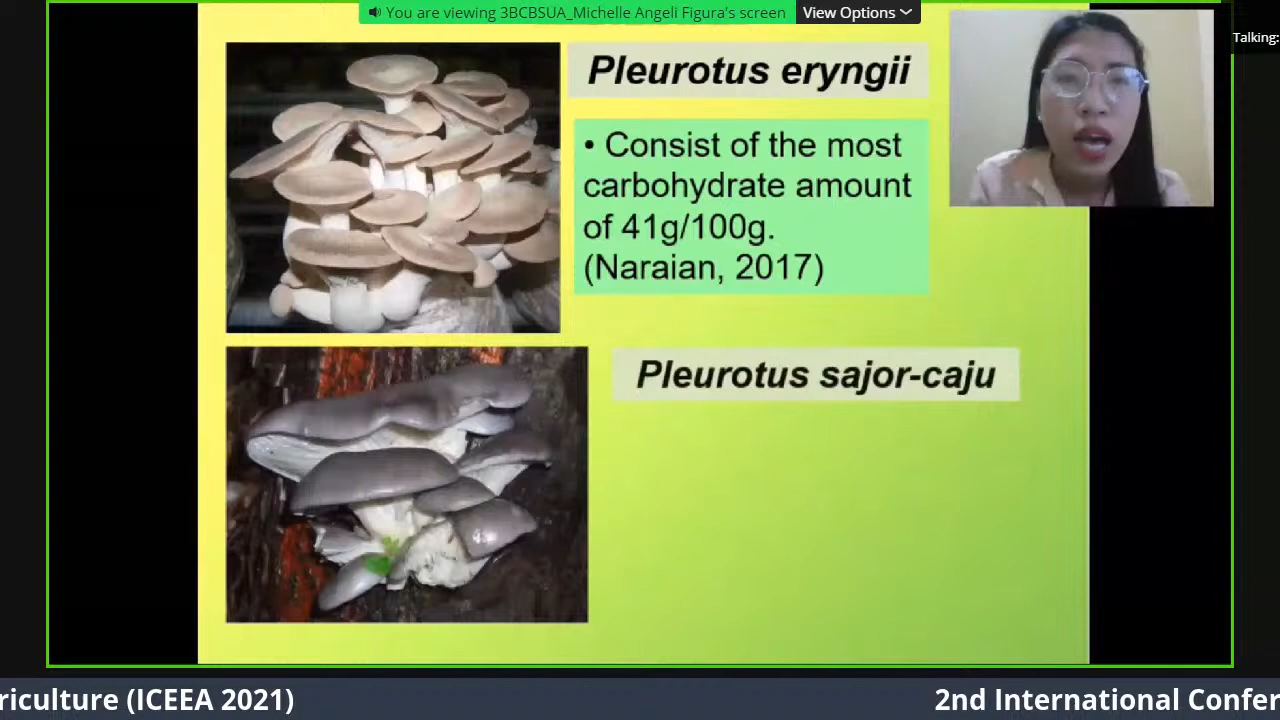 You are viewing 3BCBSUA_Michelle Angeli Figura's screen
View Options
Talking:
Pleurotus eryngii
• Consist of the most
carbohydrate amount
of 41g/100g.
(Naraian, 2017)
Pleurotus sajor-caju
riculture (ICEEA 2021)
2nd International Confer